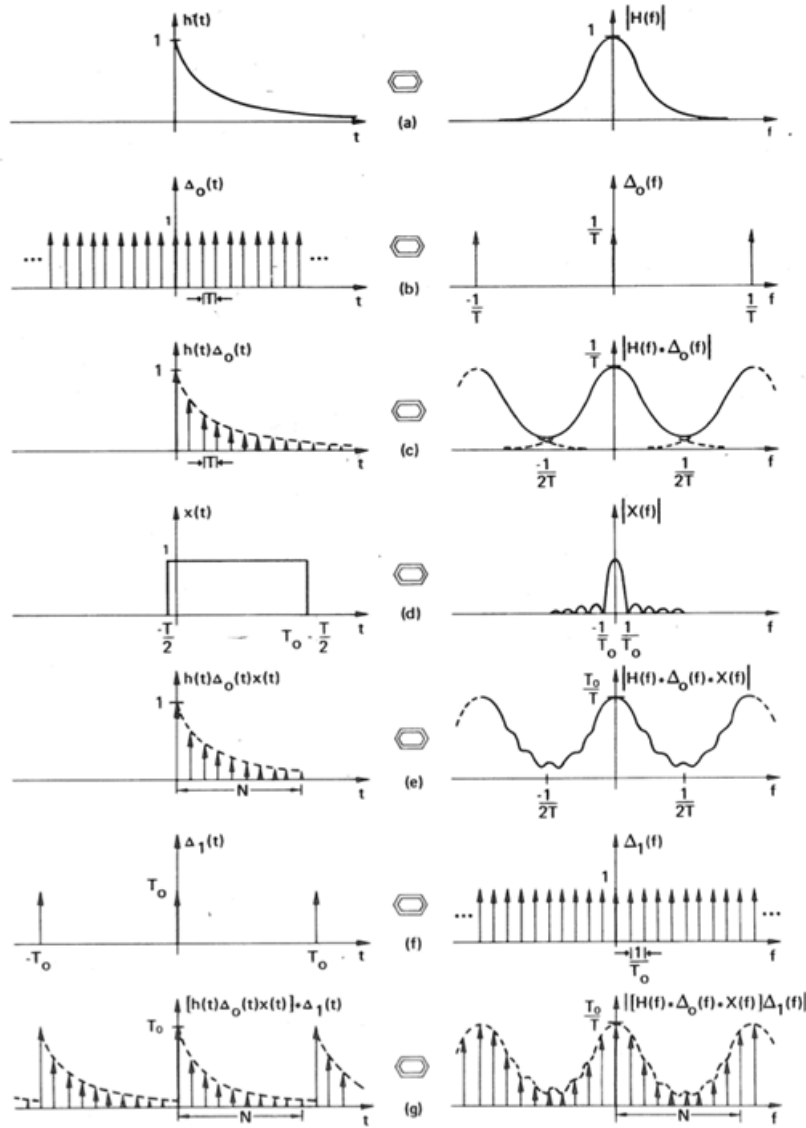 h(t)
|H(f)|
1
1
t
(a)
f
Δ₀(t)
Δ₀(f)
1
1/T
...
...
T
t
(b)
-1/T
1/T
f
h(t)Δ₀(t)
|H(f)*Δ₀(f)|
1
1/T
T
t
(c)
-1/2T
1/2T
f
x(t)
|X(f)|
1
-T/2
T₀ - T/2
t
(d)
-1/T₀
1/T₀
f
h(t)Δ₀(t)x(t)
|H(f)*Δ₀(f)*X(f)|
1
T₀/T
N
t
(e)
-1/2T
1/2T
f
Δ₁(t)
Δ₁(f)
T₀
1
...
...
-T₀
T₀
t
(f)
1/T₀
f
[h(t)Δ₀(t)x(t)]*Δ₁(t)
|[H(f)*Δ₀(f)*X(f)]Δ₁(f)|
T₀
T₀/T
N
t
(g)
N
f